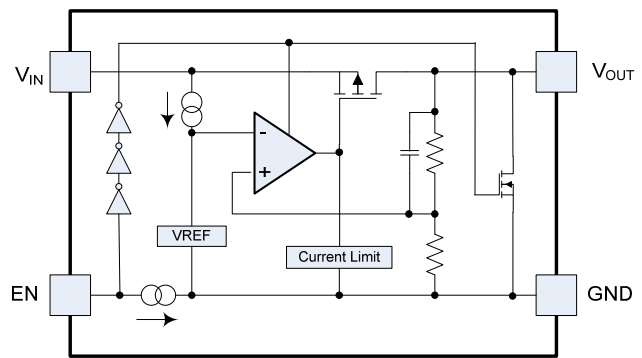 VIN
VOUT
-
+
VREF
Current Limit
EN
GND